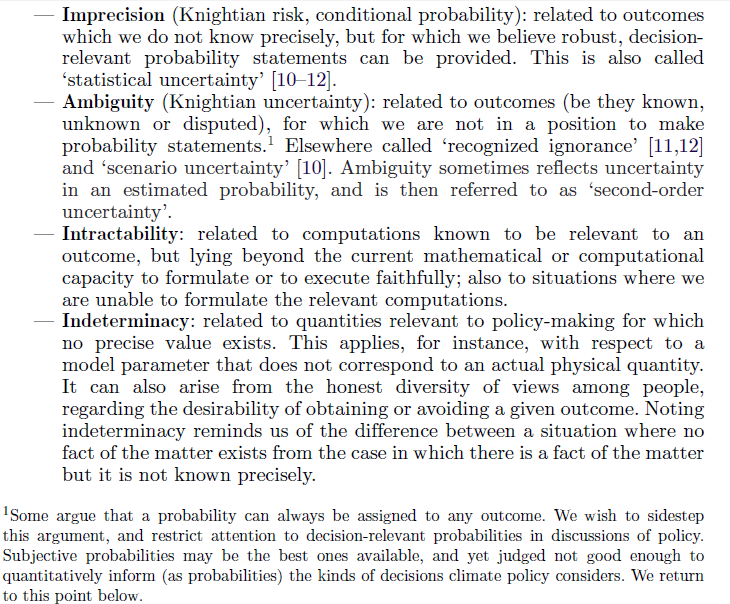 — Imprecision (Knightian risk, conditional probability): related to outcomes
which we do not know precisely, but for which we believe robust, decision-
relevant probability statements can be provided. This is also called
‘statistical uncertainty’ [10–12].
— Ambiguity (Knightian uncertainty): related to outcomes (be they known,
unknown or disputed), for which we are not in a position to make
probability statements.¹ Elsewhere called ‘recognized ignorance’ [11,12]
and ‘scenario uncertainty’ [10]. Ambiguity sometimes reflects uncertainty
in an estimated probability, and is then referred to as ‘second-order
uncertainty’.
— Intractability: related to computations known to be relevant to an
outcome, but lying beyond the current mathematical or computational
capacity to formulate or to execute faithfully; also to situations where we
are unable to formulate the relevant computations.
— Indeterminacy: related to quantities relevant to policy-making for which
no precise value exists. This applies, for instance, with respect to a
model parameter that does not correspond to an actual physical quantity.
It can also arise from the honest diversity of views among people,
regarding the desirability of obtaining or avoiding a given outcome. Noting
indeterminacy reminds us of the difference between a situation where no
fact of the matter exists from the case in which there is a fact of the matter
but it is not known precisely.
¹Some argue that a probability can always be assigned to any outcome. We wish to sidestep
this argument, and restrict attention to decision-relevant probabilities in discussions of policy.
Subjective probabilities may be the best ones available, and yet judged not good enough to
quantitatively inform (as probabilities) the kinds of decisions climate policy considers. We return
to this point below.